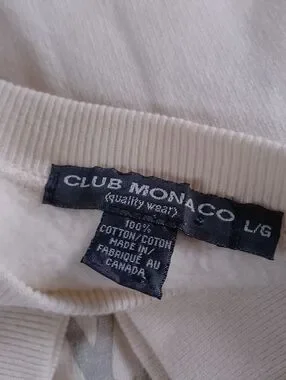 CLUB MONACO
(quality wear)
L/G
100%
COTTON/COTON
MADE IN/
FABRIQUÉ AU
CANADA